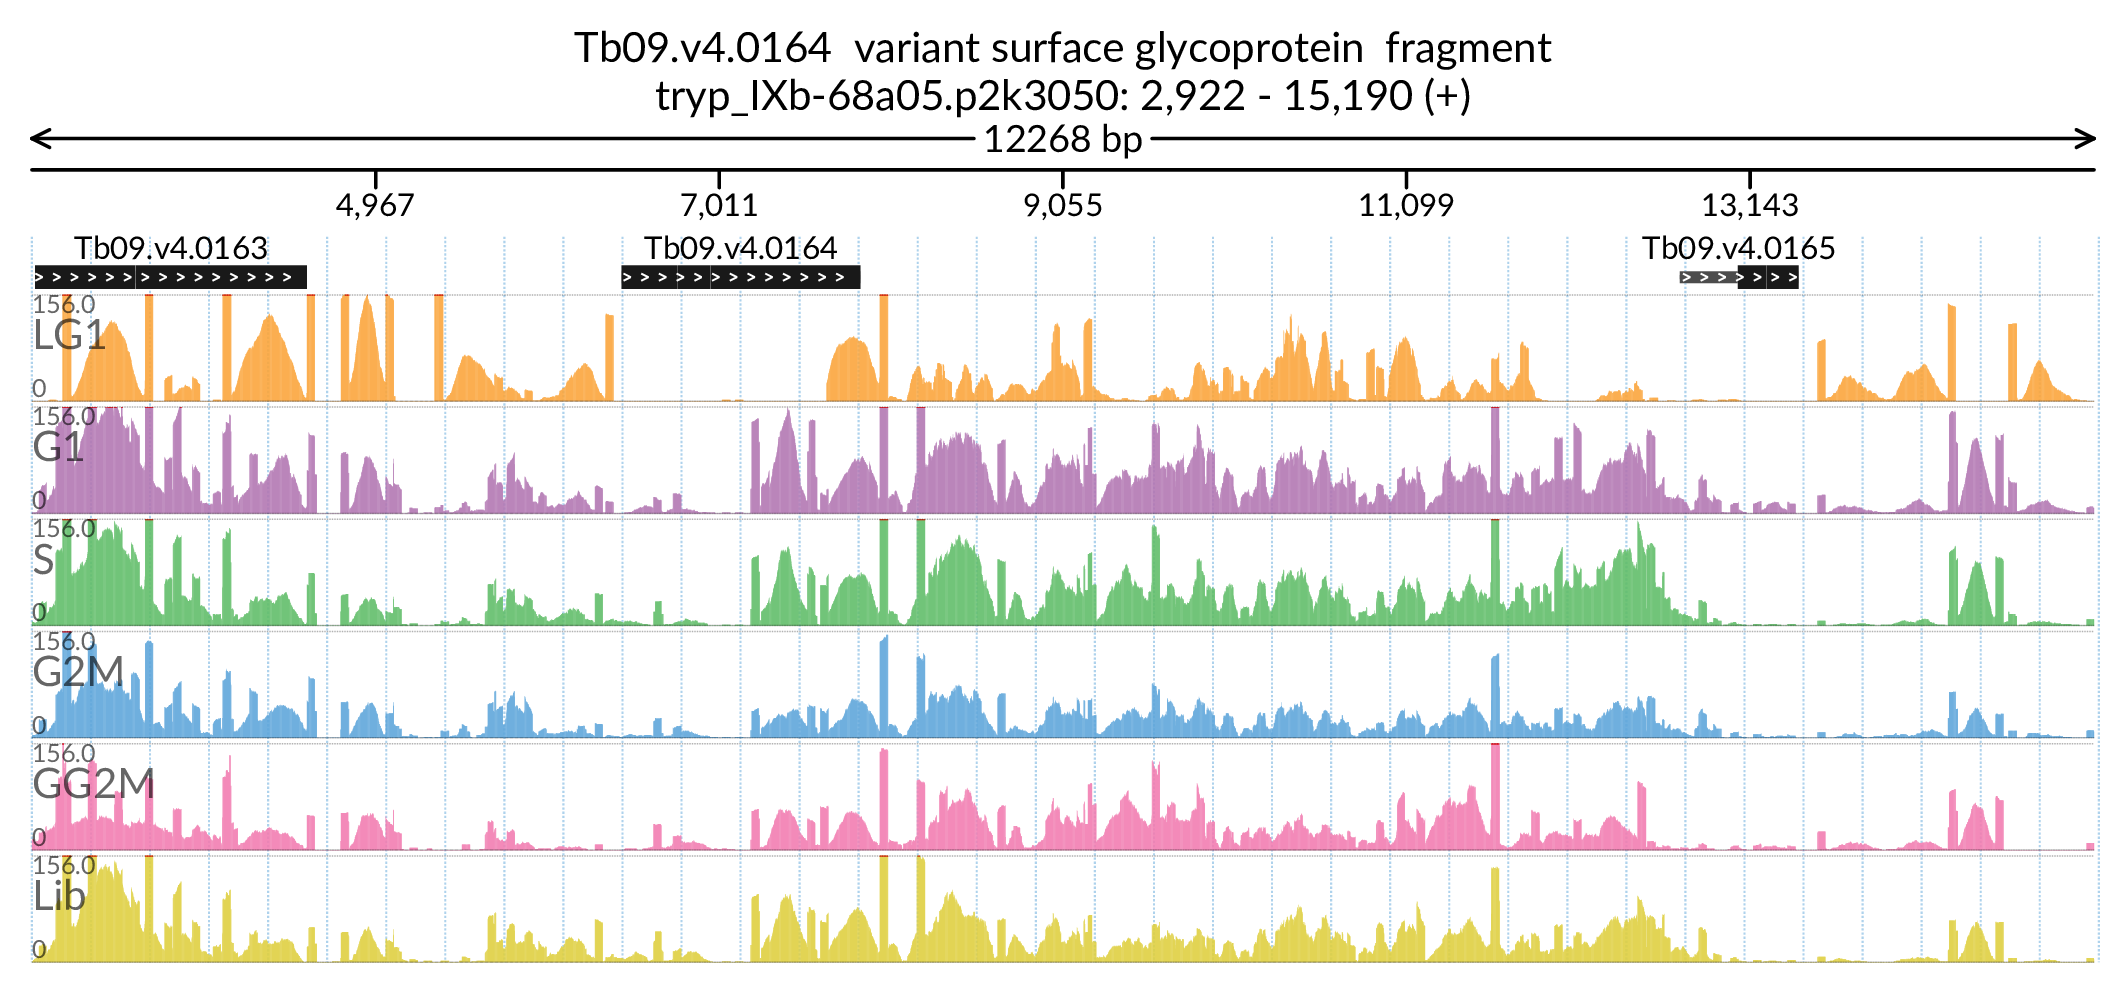 Tb09.v4.0164 variant surface glycoprotein fragment
tryp_IXb-68a05.p2k3050: 2,922 - 15,190 (+)
12268 bp
4,967 7,011 9,055 11,099 13,143
Tb09.v4.0163 Tb09.v4.0164 Tb09.v4.0165
156.0
LG1
0
156.0
G1
0
156.0
S
0
156.0
G2M
0
156.0
GG2M
0
156.0
Lib
0